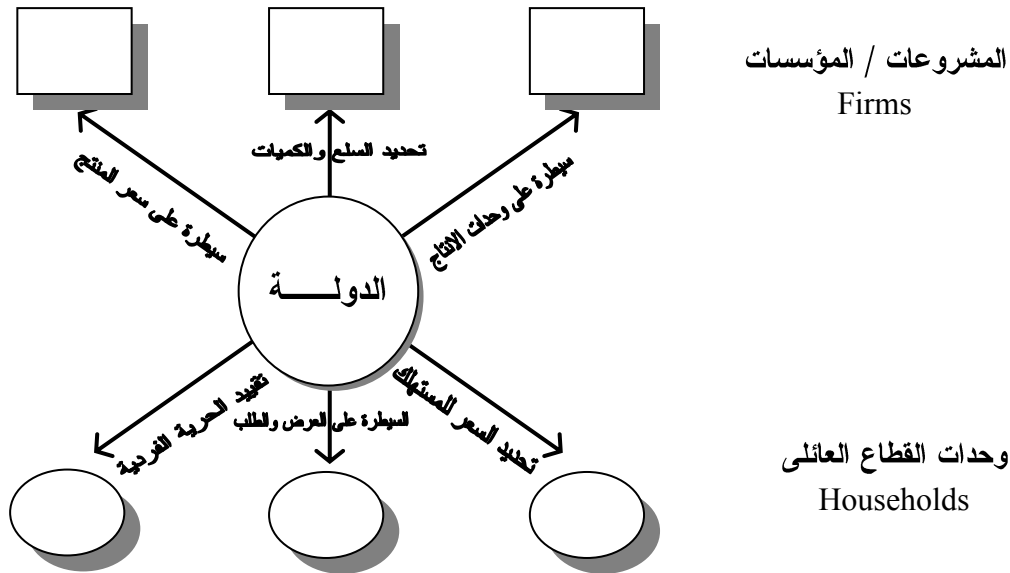 المشروعات / المؤسسات
Firms
تحديد السلع والكميات
سيطرة على سعر المنتج
سيطرة على وحدات الانتاج
الدولـــــة
تقييد الحرية الفردية
السيطرة على العرض والطلب
تحديد السعر للمستهلك
وحدات القطاع العائلى
Households